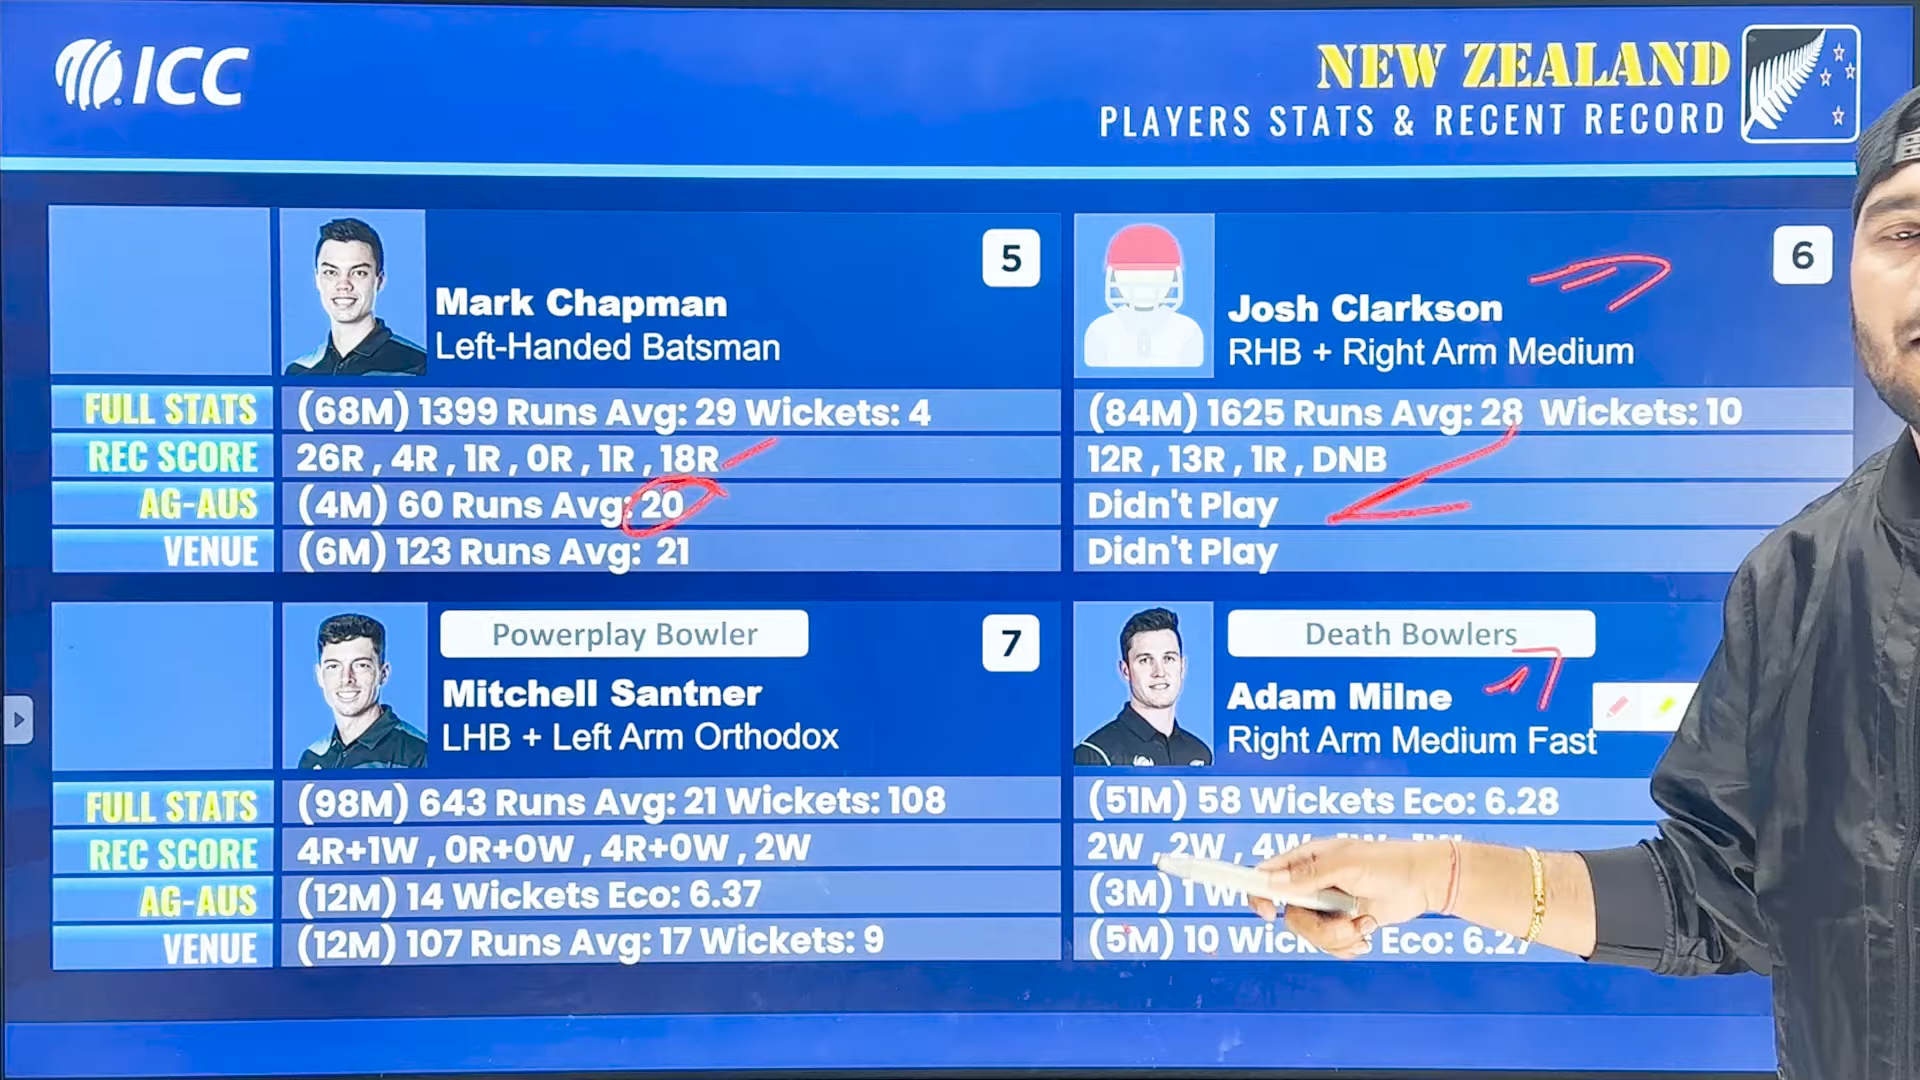 ICC
NEW ZEALAND
PLAYERS STATS & RECENT RECORD
5
Mark Chapman
Left-Handed Batsman
FULL STATS (68M) 1399 Runs Avg: 29 Wickets: 4
REC SCORE 26R , 4R , 1R , 0R , 1R , 18R
AG-AUS (4M) 60 Runs Avg: 20
VENUE (6M) 123 Runs Avg: 21
6
Josh Clarkson
RHB + Right Arm Medium
(84M) 1625 Runs Avg: 28 Wickets: 10
12R , 13R , 1R , DNB
Didn't Play
Didn't Play
Powerplay Bowler
7
Mitchell Santner
LHB + Left Arm Orthodox
FULL STATS (98M) 643 Runs Avg: 21 Wickets: 108
REC SCORE 4R+1W , 0R+0W , 4R+0W , 2W
AG-AUS (12M) 14 Wickets Eco: 6.37
VENUE (12M) 107 Runs Avg: 17 Wickets: 9
Death Bowlers
Adam Milne
Right Arm Medium Fast
(51M) 58 Wickets Eco: 6.28
2W , 2W , 4W
(3M) 1
(5M) 10 Eco: 6.27